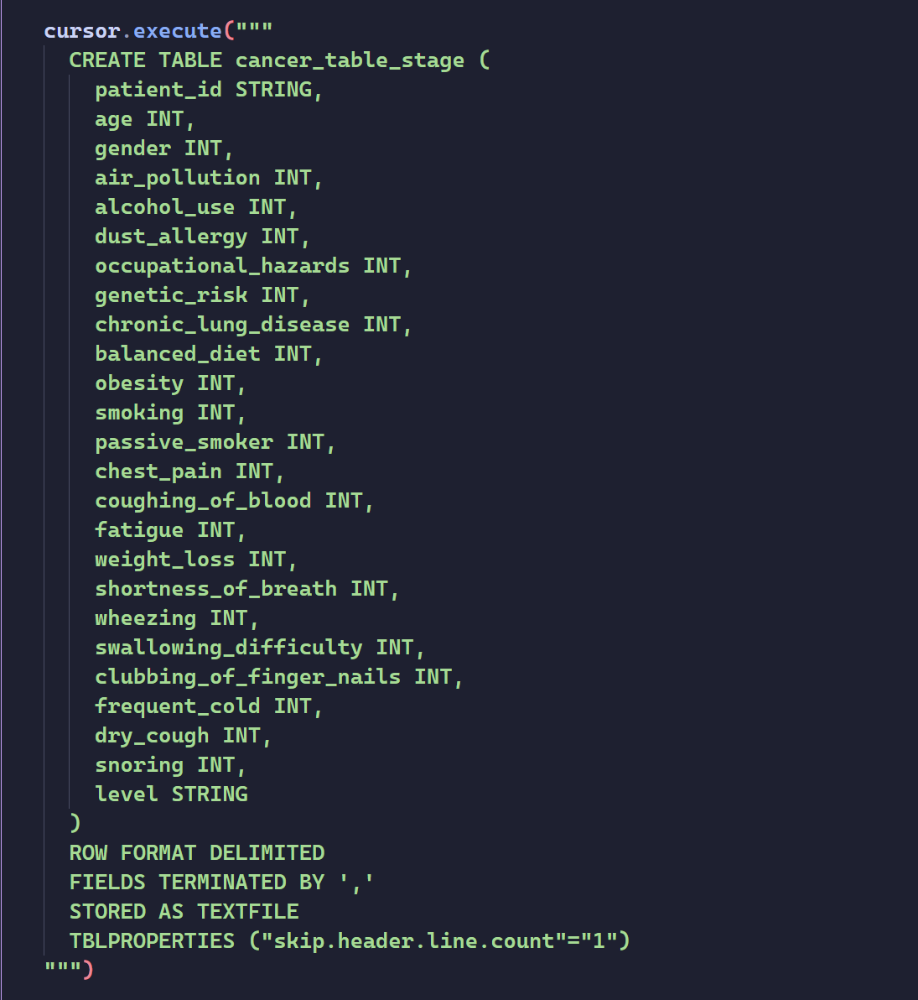 cursor.execute("""
CREATE TABLE cancer_table_stage (
patient_id STRING,
age INT,
gender INT,
air_pollution INT,
alcohol_use INT,
dust_allergy INT,
occupational_hazards INT,
genetic_risk INT,
chronic_lung_disease INT,
balanced_diet INT,
obesity INT,
smoking INT,
passive_smoker INT,
chest_pain INT,
coughing_of_blood INT,
fatigue INT,
weight_loss INT,
shortness_of_breath INT,
wheezing INT,
swallowing_difficulty INT,
clubbing_of_finger_nails INT,
frequent_cold INT,
dry_cough INT,
snoring INT,
level STRING
)
ROW FORMAT DELIMITED
FIELDS TERMINATED BY ','
STORED AS TEXTFILE
TBLPROPERTIES ("skip.header.line.count"="1")
""")